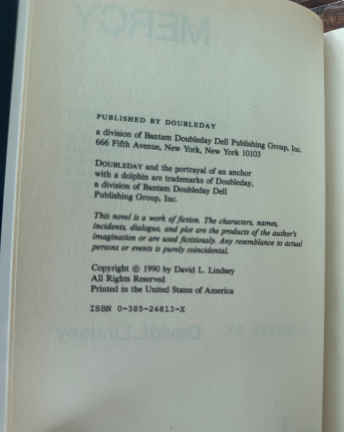 MERCY
PUBLISHED BY DOUBLEDAY
a division of Bantam Doubleday Dell Publishing Group, Inc.
666 Fifth Avenue, New York, New York 10103
DOUBLEDAY and the portrayal of an anchor
with a dolphin are trademarks of Doubleday,
a division of Bantam Doubleday Dell
Publishing Group, Inc.
This novel is a work of fiction. The characters, names,
incidents, dialogue, and plot are the products of the author's
imagination or are used fictitiously. Any resemblance to actual
persons or events is purely coincidental.
Copyright © 1990 by David L. Lindsey
All Rights Reserved
Printed in the United States of America
ISBN 0-385-24813-X
David L. Lindsey